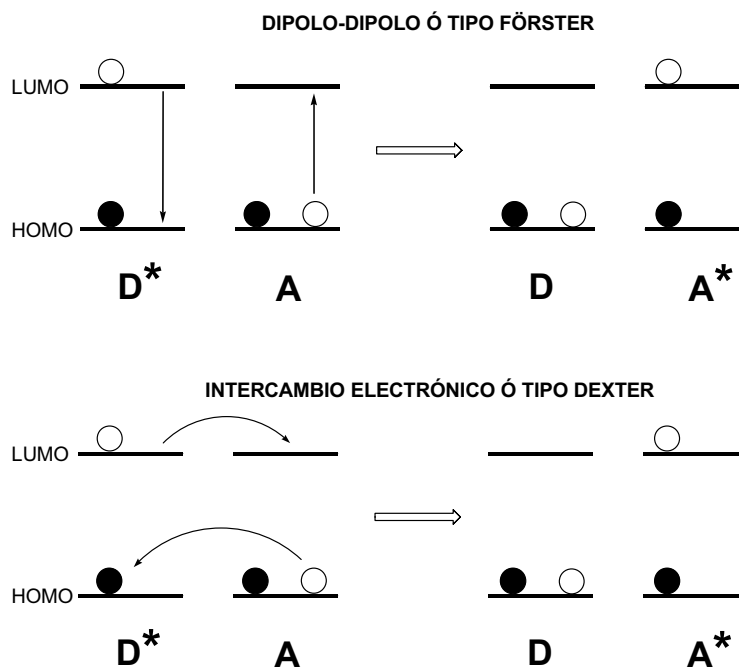 DIPOLO-DIPOLO Ó TIPO FÖRSTER
LUMO
HOMO
D* A D A*
INTERCAMBIO ELECTRÓNICO Ó TIPO DEXTER
LUMO
HOMO
D* A D A*